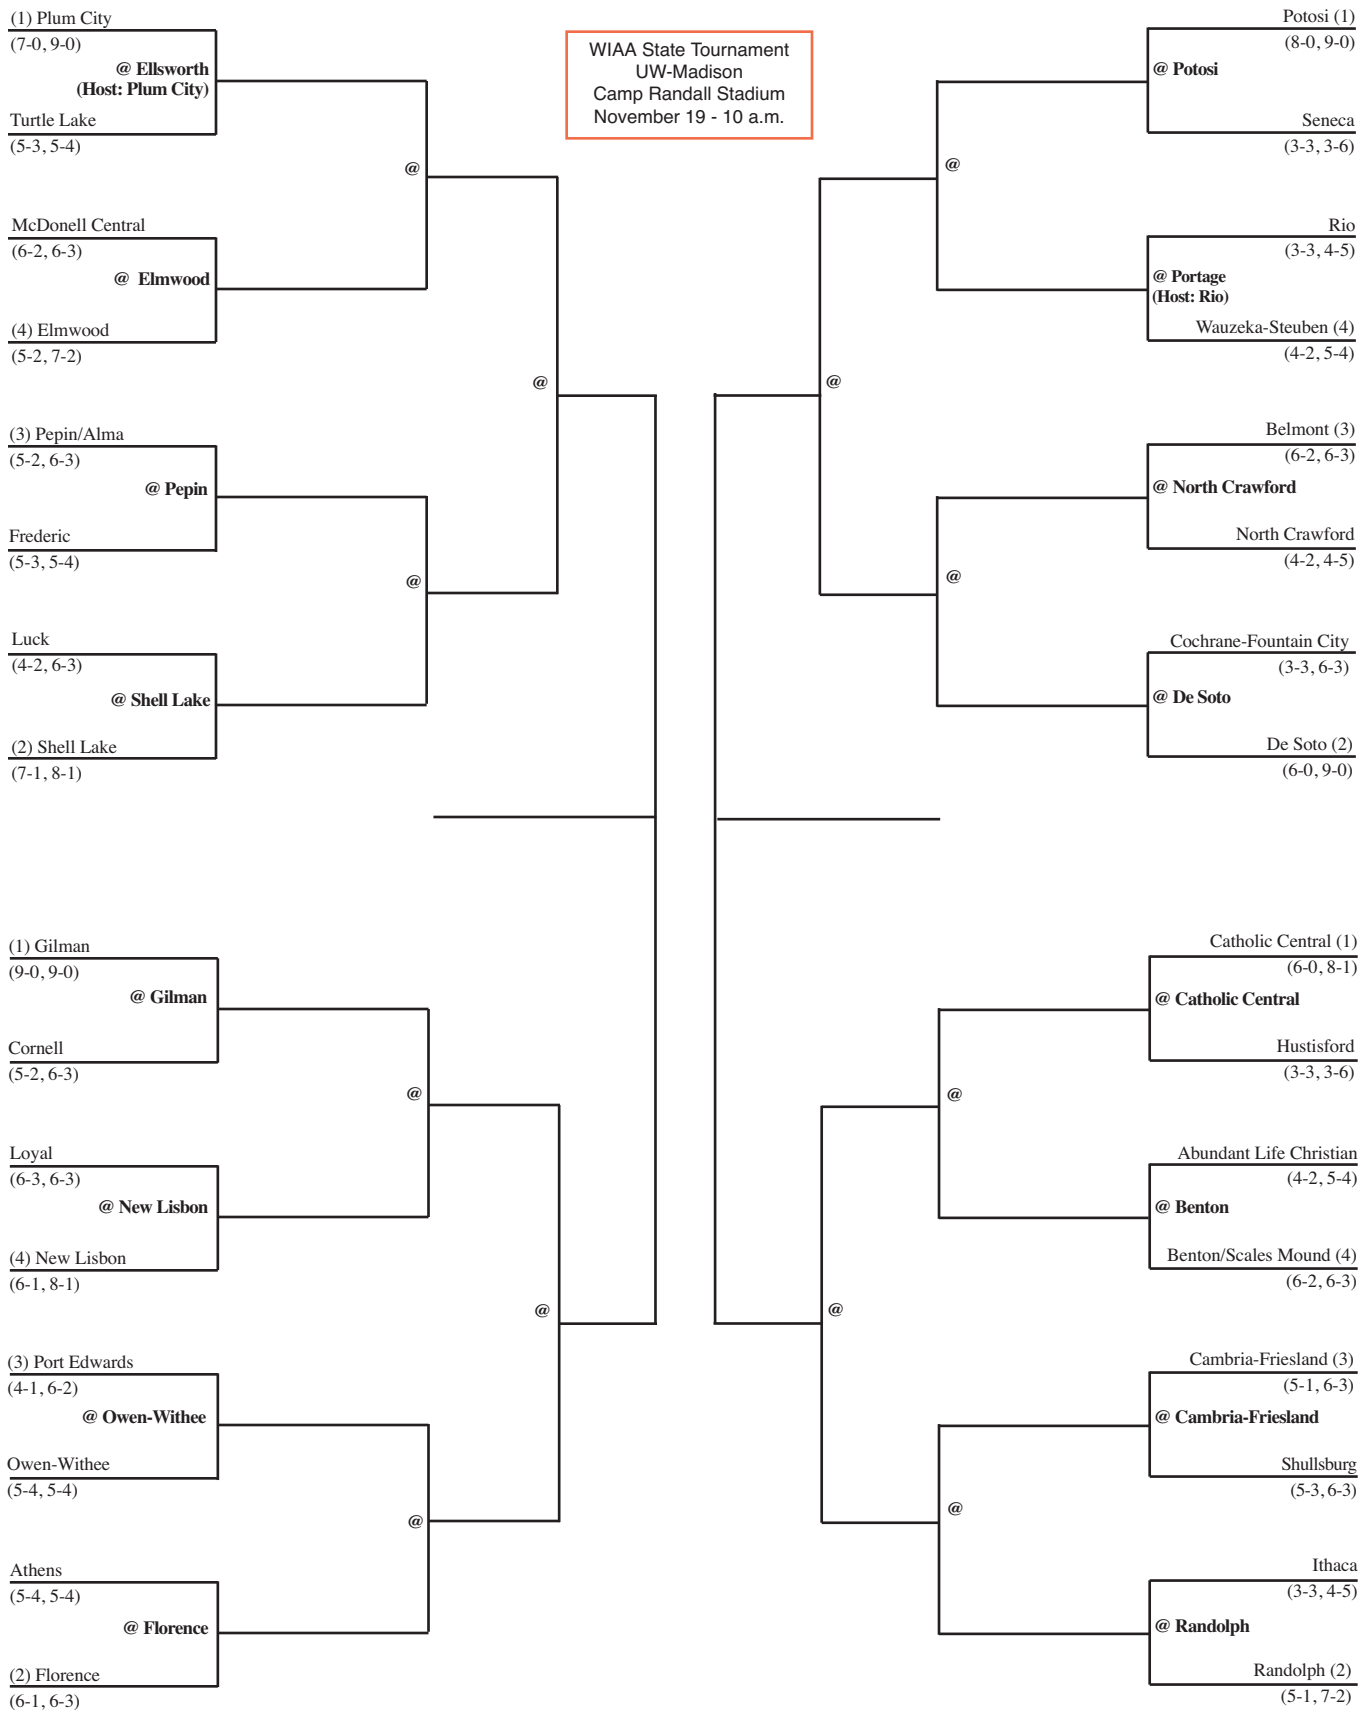 (1) Plum City
(7-0, 9-0)
@ Ellsworth
(Host: Plum City)
Turtle Lake
(5-3, 5-4)
@
McDonell Central
(6-2, 6-3)
@ Elmwood
(4) Elmwood
(5-2, 7-2)
@
(3) Pepin/Alma
(5-2, 6-3)
@ Pepin
Frederic
(5-3, 5-4)
@
Luck
(4-2, 6-3)
@ Shell Lake
(2) Shell Lake
(7-1, 8-1)
(1) Gilman
(9-0, 9-0)
@ Gilman
Cornell
(5-2, 6-3)
@
Loyal
(6-3, 6-3)
@ New Lisbon
(4) New Lisbon
(6-1, 8-1)
@
(3) Port Edwards
(4-1, 6-2)
@ Owen-Withee
Owen-Withee
(5-4, 5-4)
@
Athens
(5-4, 5-4)
@ Florence
(2) Florence
(6-1, 6-3)
WIAA State Tournament
UW-Madison
Camp Randall Stadium
November 19 - 10 a.m.
Potosi (1)
(8-0, 9-0)
@ Potosi
Seneca
(3-3, 3-6)
@
Rio
(3-3, 4-5)
@ Portage
(Host: Rio)
Wauzeka-Steuben (4)
(4-2, 5-4)
@
Belmont (3)
(6-2, 6-3)
@ North Crawford
North Crawford
(4-2, 4-5)
@
Cochrane-Fountain City
(3-3, 6-3)
@ De Soto
De Soto (2)
(6-0, 9-0)
Catholic Central (1)
(6-0, 8-1)
@ Catholic Central
Hustisford
(3-3, 3-6)
@
Abundant Life Christian
(4-2, 5-4)
@ Benton
Benton/Scales Mound (4)
(6-2, 6-3)
@
Cambria-Friesland (3)
(5-1, 6-3)
@ Cambria-Friesland
Shullsburg
(5-3, 6-3)
@
Ithaca
(3-3, 4-5)
@ Randolph
Randolph (2)
(5-1, 7-2)